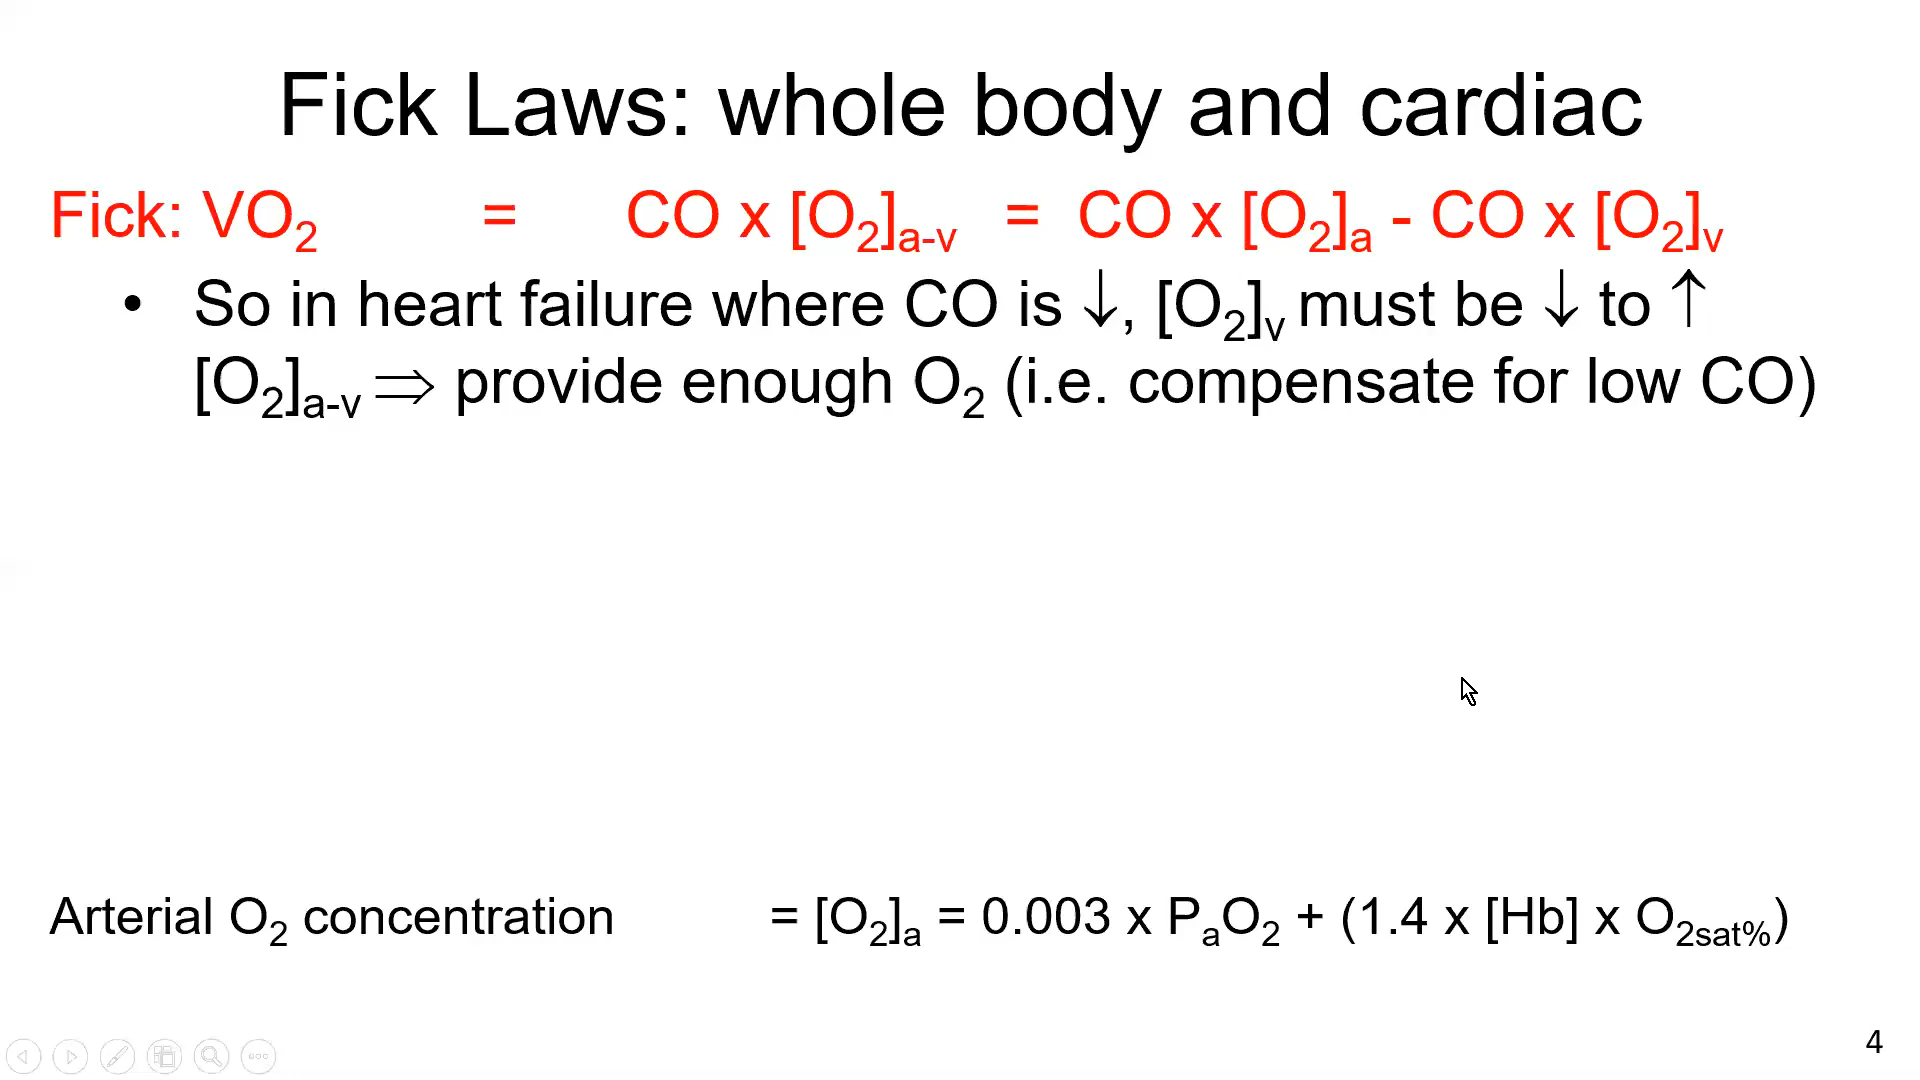 Fick Laws: whole body and cardiac
Fick: VO₂ = CO x [O₂]a-v = CO x [O₂]a - CO x [O₂]v
• So in heart failure where CO is ↓, [O₂]v must be ↓ to ↑
[O₂]a-v ⇒ provide enough O₂ (i.e. compensate for low CO)
Arterial O₂ concentration = [O₂]a = 0.003 x PaO₂ + (1.4 x [Hb] x O₂sat%)
4